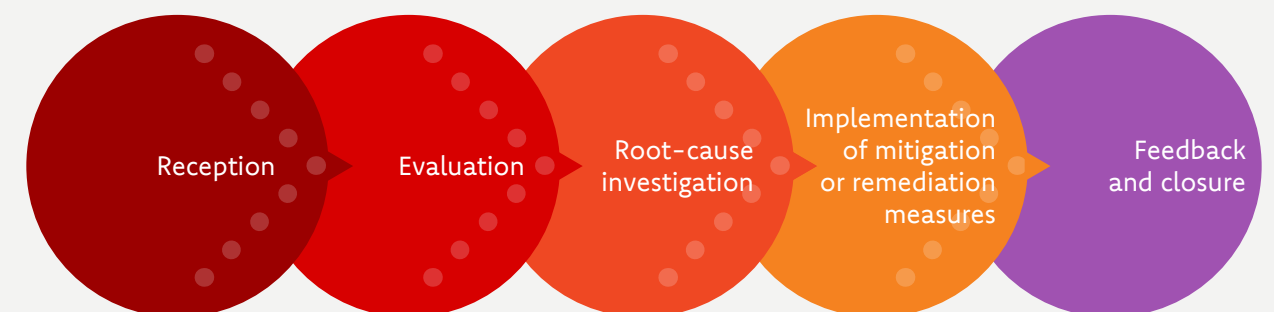 Reception
Evaluation
Root-cause
investigation
Implementation
of mitigation
or remediation
measures
Feedback
and closure